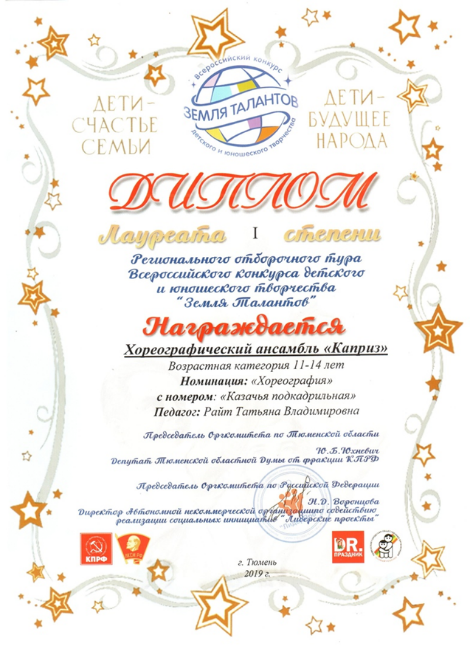 Всероссийский конкурс
ЗЕМЛЯ ТАЛАНТОВ
детского и юношеского творчества
ДЕТИ-
СЧАСТЬЕ
СЕМЬИ
ДЕТИ-
БУДУЩЕЕ
НАРОДА
ДИПЛОМ
Лауреата I степени
Регионального отборочного тура
Всероссийского конкурса детского
и юношеского творчества
"Земля Талантов"
Награждается
Хореографический ансамбль «Каприз»
Возрастная категория 11-14 лет
Номинация: «Хореография»
с номером: «Казачья подкадрильная»
Педагог: Райт Татьяна Владимировна
Председатель Оргкомитета по Тюменской области
Ю.Б.Юхневич
Депутат Тюменской областной Думы от фракции КПРФ
Председатель Оргкомитета по Российской Федерации
Н.Д. Воронцова
Директор Автономной некоммерческой организации по содействию
реализации социальных инициатив "Лидерские проекты"
КПРФ
DR.
ПРАЗДНИК
г. Тюмень
2019 г.